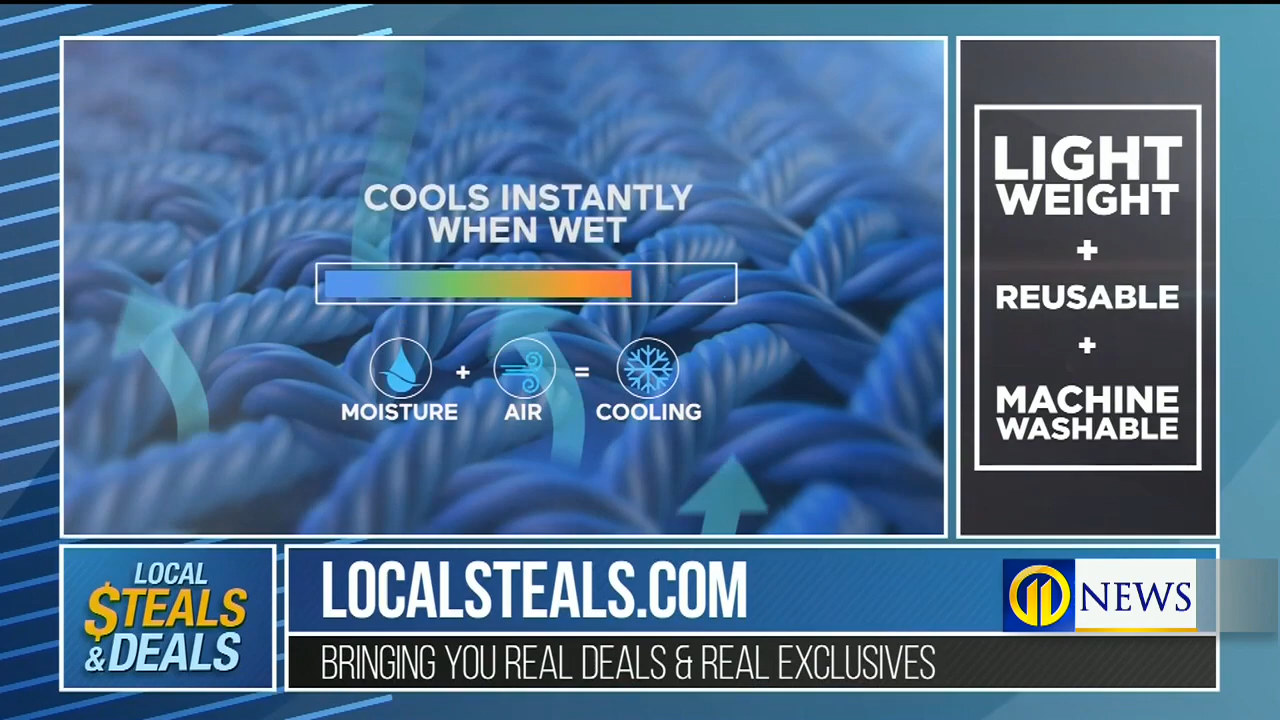 COOLS INSTANTLY
WHEN WET
MOISTURE + AIR = COOLING
LIGHT
WEIGHT
+
REUSABLE
+
MACHINE
WASHABLE
LOCAL
$TEALS
& DEALS
LOCALSTEALS.COM
11 NEWS
BRINGING YOU REAL DEALS & REAL EXCLUSIVES